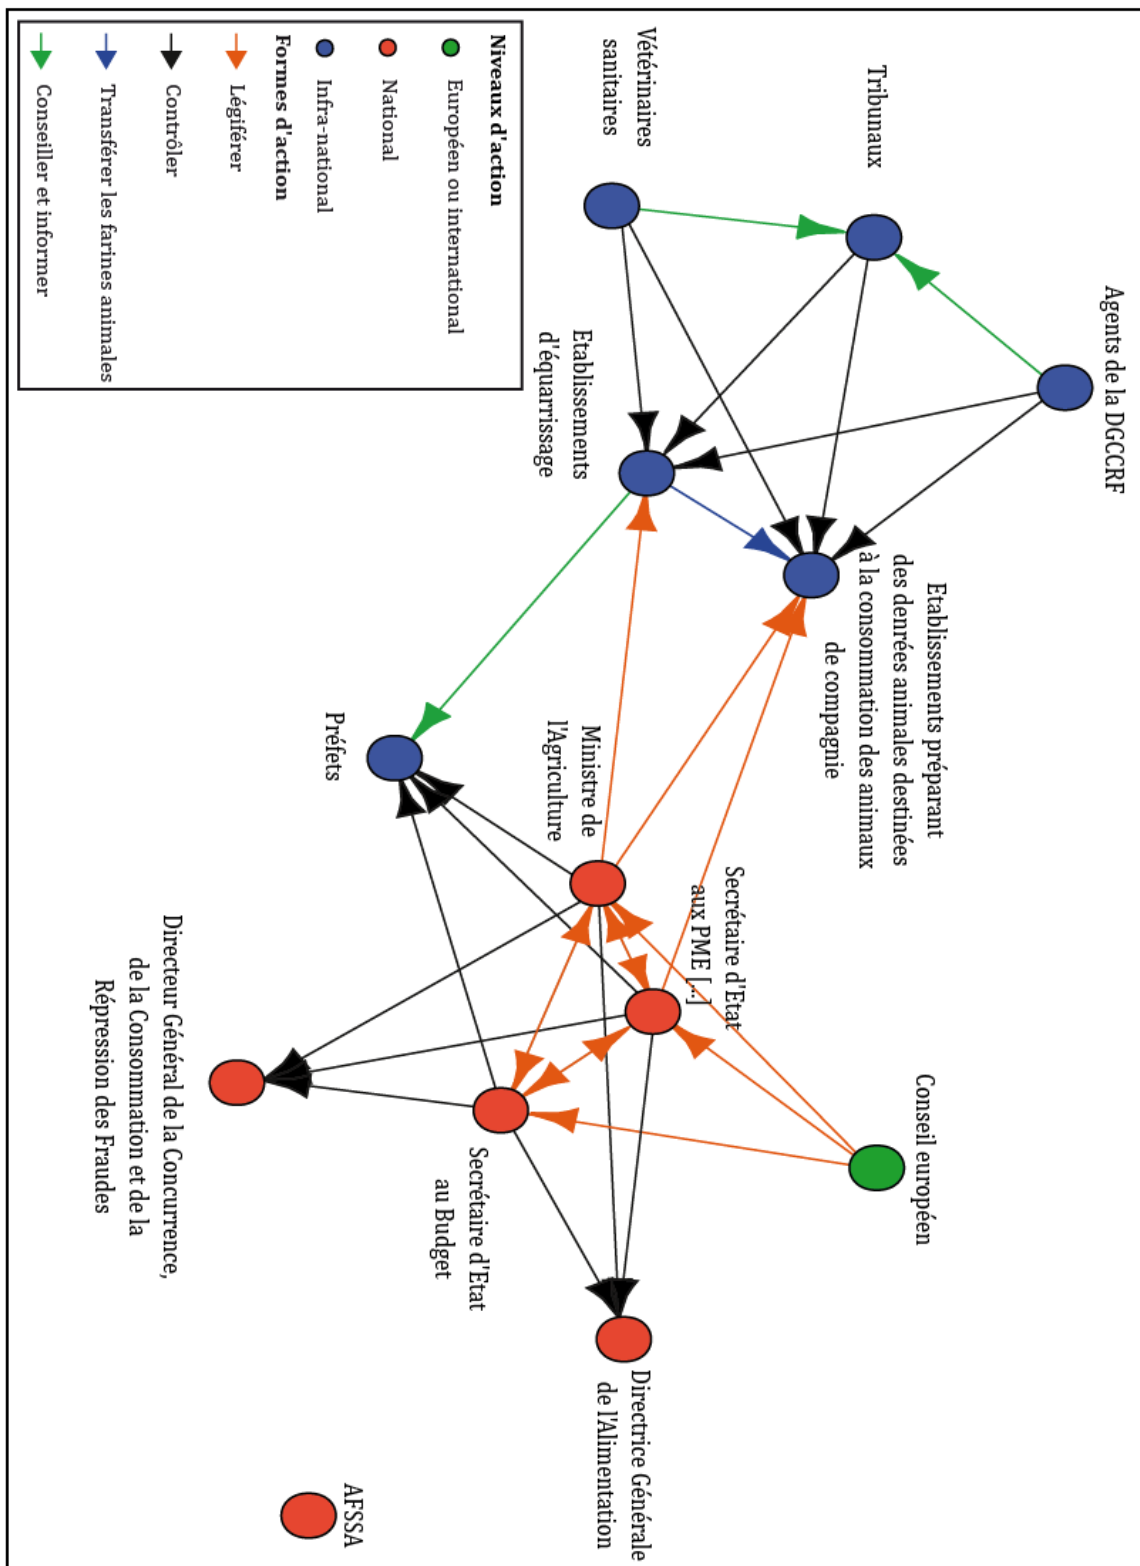 Agents de la DGCCRF
Tribunaux
Vétérinaires
sanitaires
Etablissements
d'équarrissage
Etablissements préparant
des denrées animales destinées
à la consommation des animaux
de compagnie
Conseil européen
Secrétaire d'Etat
aux PME [...]
Ministre de
l'Agriculture
Préfets
Directrice Générale
de l'Alimentation
Secrétaire d'Etat
au Budget
Directeur Général de la Concurrence,
de la Consommation et de la
Répression des Fraudes
AFSSA
Niveaux d'action
Européen ou international
National
Infra-national
Formes d'action
Légiférer
Contrôler
Transférer les farines animales
Conseiller et informer